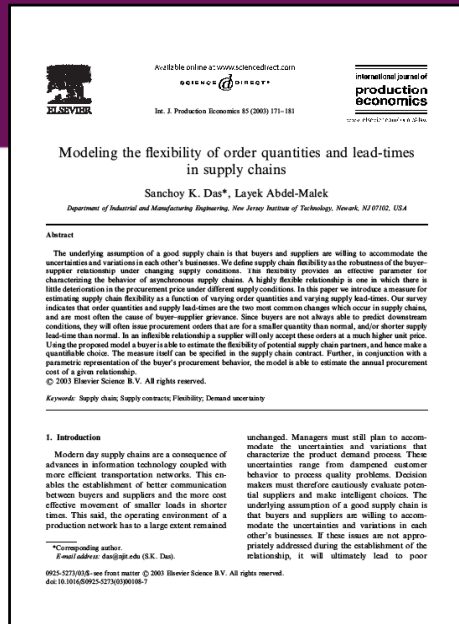 Available online at www.sciencedirect.com
SCIENCE DIRECT®
ELSEVIER
Int. J. Production Economics 85 (2003) 171–181
international journal of
production
economics
Modeling the flexibility of order quantities and lead-times
in supply chains
Sanchoy K. Das*, Layek Abdel-Malek
Department of Industrial and Manufacturing Engineering, New Jersey Institute of Technology, Newark, NJ 07102, USA
Abstract
The underlying assumption of a good supply chain is that buyers and suppliers are willing to accommodate the
uncertainties and variations in each other's businesses. We define supply chain flexibility as the robustness of the buyer–
supplier relationship under changing supply conditions. This flexibility provides an effective parameter for
characterizing the behavior of asynchronous supply chains. A highly flexible relationship is one in which there is
little deterioration in the procurement price under different supply conditions. In this paper we introduce a measure for
estimating supply chain flexibility as a function of varying order quantities and varying supply lead-times. Our survey
indicates that order quantities and supply lead-times are the two most common changes which occur in supply chains,
and are most often the cause of buyer–supplier grievance. Since buyers are not always able to predict downstream
conditions, they will often issue procurement orders that are for a smaller quantity than normal, and/or shorter supply
lead-time than normal. In an inflexible relationship a supplier will only accept these orders at a much higher unit price.
Using the proposed model a buyer is able to estimate the flexibility of potential supply chain partners, and hence make a
quantifiable choice. The measure itself can be specified in the supply chain contract. Further, in conjunction with a
parametric representation of the buyer's procurement behavior, the model is able to estimate the annual procurement
cost of a given relationship.
© 2003 Elsevier Science B.V. All rights reserved.
Keywords: Supply chain; Supply contracts; Flexibility; Demand uncertainty
1. Introduction
Modern day supply chains are a consequence of
advances in information technology coupled with
more efficient transportation networks. This en-
ables the establishment of better communication
between buyers and suppliers and the more cost
effective movement of smaller loads in shorter
times. This said, the operating environment of a
production network has to a large extent remained
*Corresponding author.
E-mail address: das@njit.edu (S.K. Das).
unchanged. Managers must still plan to accom-
modate the uncertainties and variations that
characterize the product demand process. These
uncertainties range from dampened customer
behavior to process quality problems. Decision
makers must therefore cautiously evaluate poten-
tial suppliers and make intelligent choices. The
underlying assumption of a good supply chain is
that buyers and suppliers are willing to accom-
modate the uncertainties and variations in each
other's businesses. If these issues are not appro-
priately addressed during the establishment of the
relationship, it will ultimately lead to poor
0925-5273/03/$-see front matter © 2003 Elsevier Science B.V. All rights reserved.
doi:10.1016/S0925-5273(03)00108-7